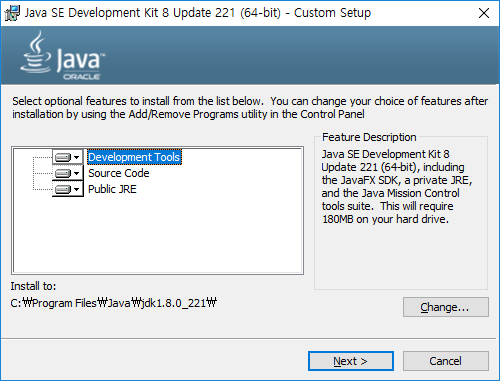 Java SE Development Kit 8 Update 221 (64-bit) - Custom Setup
Java
ORACLE
Select optional features to install from the list below. You can change your choice of features after
installation by using the Add/Remove Programs utility in the Control Panel
Development Tools
Source Code
Public JRE
Feature Description
Java SE Development Kit 8
Update 221 (64-bit), including
the JavaFX SDK, a private JRE,
and the Java Mission Control
tools suite. This will require
180MB on your hard drive.
Install to:
C:₩Program Files₩Java₩jdk1.8.0_221₩
Change...
Next >
Cancel